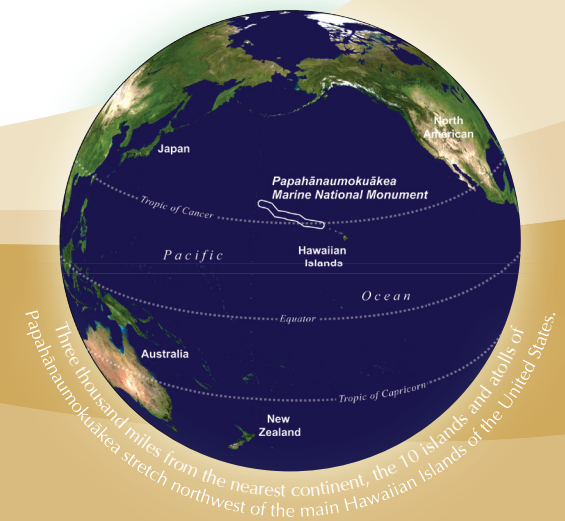 North
American
Japan
Papahānaumokuākea
Marine National Monument
Tropic of Cancer
Hawaiian
Islands
Pacific
Ocean
Equator
Australia
Tropic of Capricorn
New
Zealand
Three thousand miles from the nearest continent, the 10 islands and atolls of
Papahānaumokuākea stretch northwest of the main Hawaiian Islands of the United States.